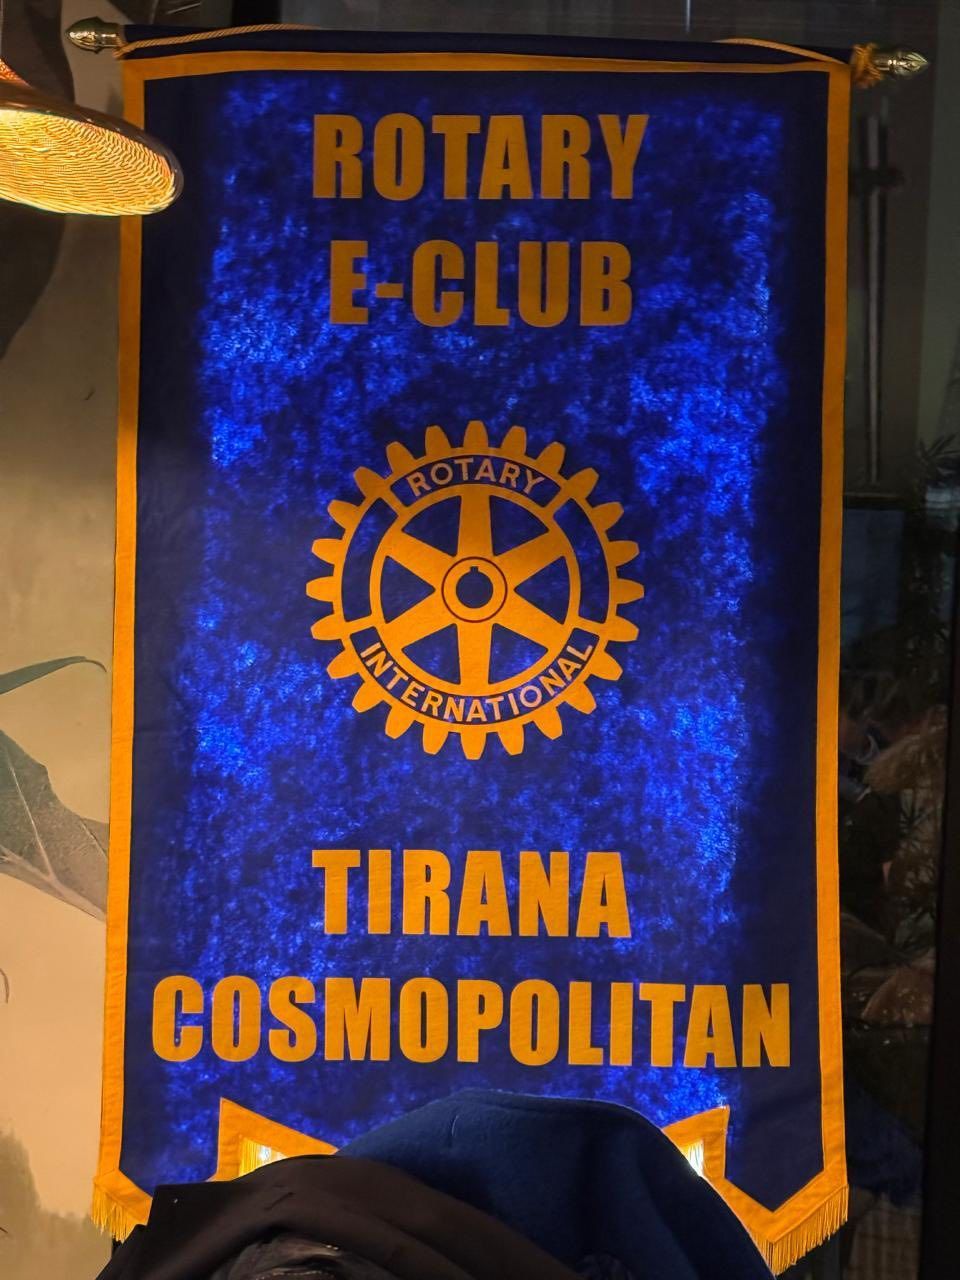 ROTARY
E-CLUB
ROTARY
INTERNATIONAL
TIRANA
COSMOPOLITAN